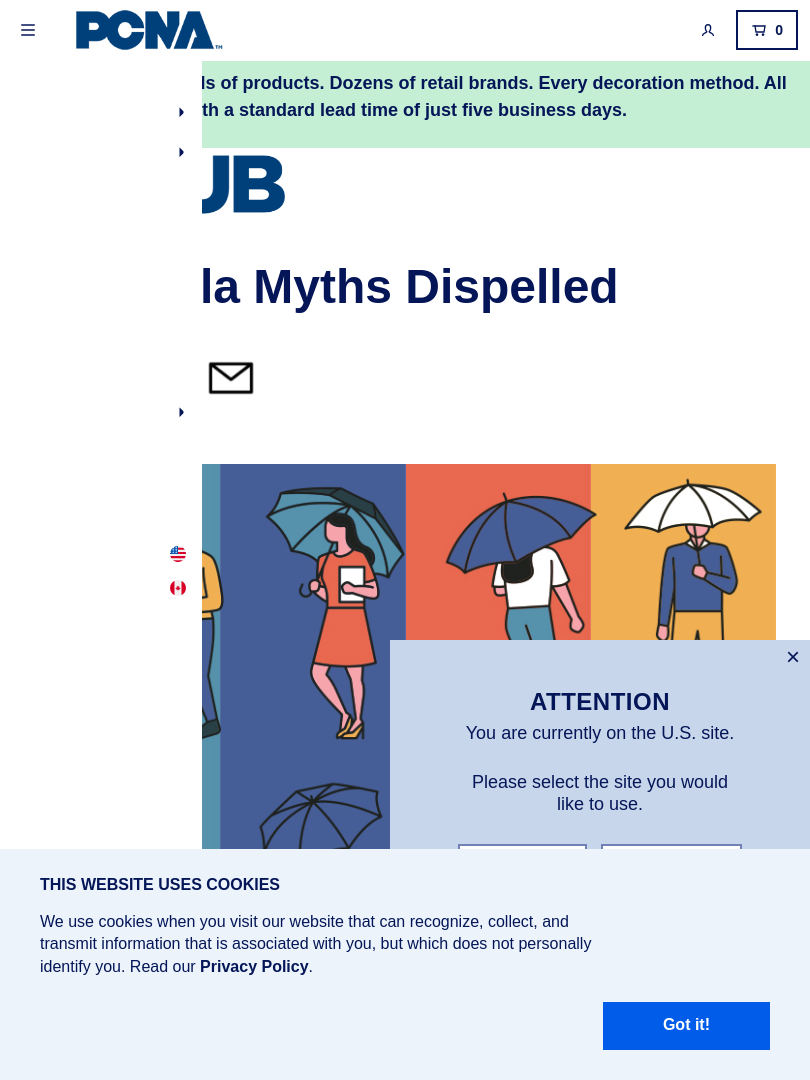 PCNA™
0
ls of products. Dozens of retail brands. Every decoration method. All
th a standard lead time of just five business days.
UB
la Myths Dispelled
ATTENTION
You are currently on the U.S. site.
Please select the site you would
like to use.
THIS WEBSITE USES COOKIES
We use cookies when you visit our website that can recognize, collect, and
transmit information that is associated with you, but which does not personally
identify you. Read our Privacy Policy.
Got it!